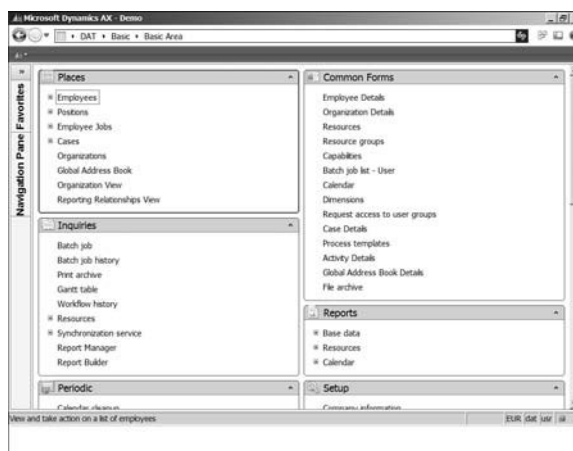 Microsoft Dynamics AX - Demo
DAT • Basic • Basic Area
Navigation Pane Favorites
Places
Employees
Positions
Employee Jobs
Cases
Organizations
Global Address Book
Organization View
Reporting Relationships View
Inquiries
Batch job
Batch job history
Print archive
Gantt table
Workflow history
Resources
Synchronization service
Report Manager
Report Builder
Periodic
Calendar cleanup
Common Forms
Employee Details
Organization Details
Resources
Resource groups
Capabilities
Batch job list - User
Calendar
Dimensions
Request access to user groups
Case Details
Process templates
Activity Details
Global Address Book Details
File archive
Reports
Base data
Resources
Calendar
Setup
Company information
View and take action on a list of employees
EUR dat usr